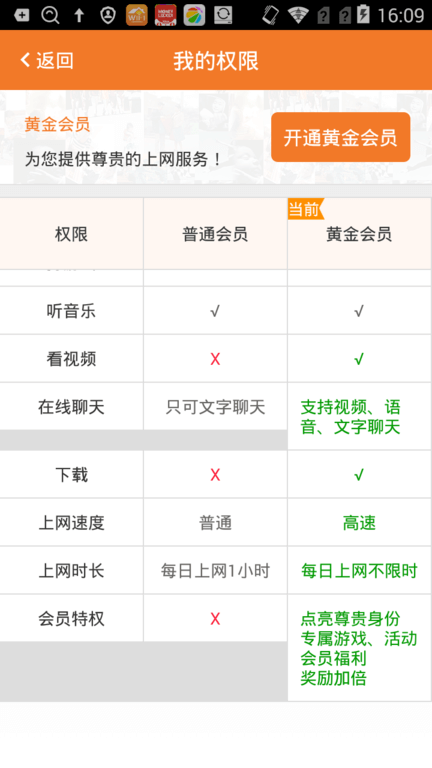 16:09
返回
我的权限
黄金会员
为您提供尊贵的上网服务！
开通黄金会员
当前
权限 普通会员 黄金会员
听音乐 √ √
看视频 X √
在线聊天 只可文字聊天 支持视频、语
音、文字聊天
下载 X √
上网速度 普通 高速
上网时长 每日上网1小时 每日上网不限时
会员特权 X 点亮尊贵身份
专属游戏、活动
会员福利
奖励加倍